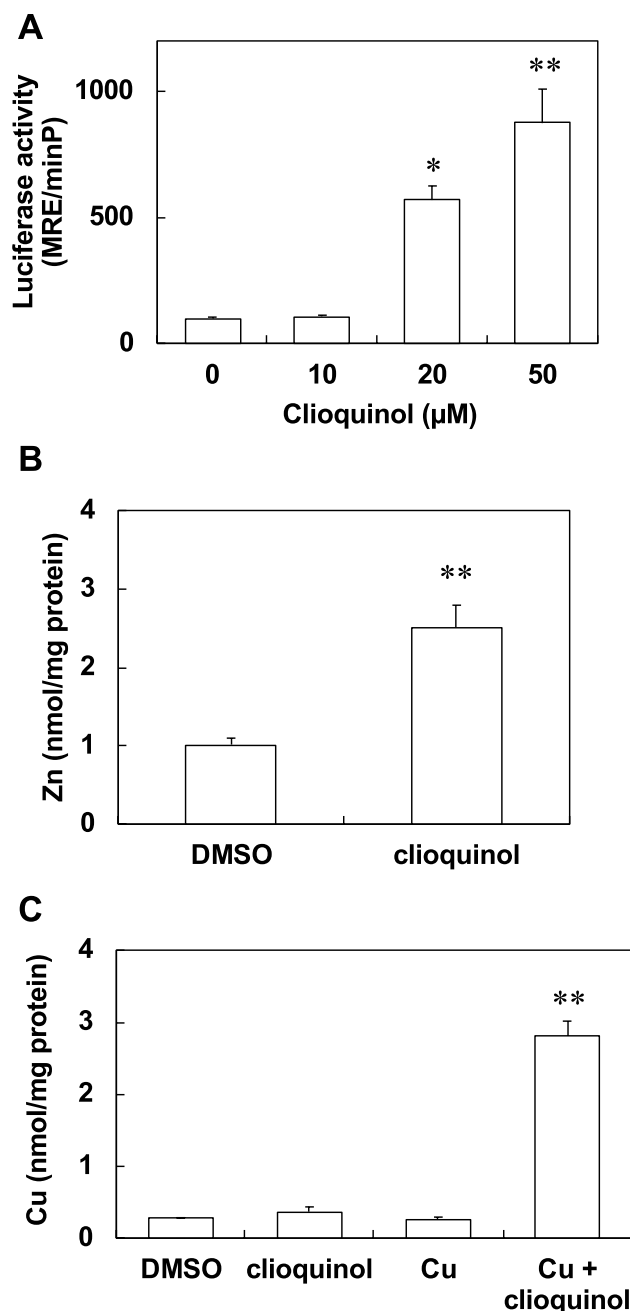 A
Luciferase activity
(MRE/minP)
1000
500
0
*
**
0 10 20 50
Clioquinol (µM)
B
Zn (nmol/mg protein)
4
3
2
1
0
**
DMSO clioquinol
C
Cu (nmol/mg protein)
4
3
2
1
0
**
DMSO clioquinol Cu Cu +
clioquinol